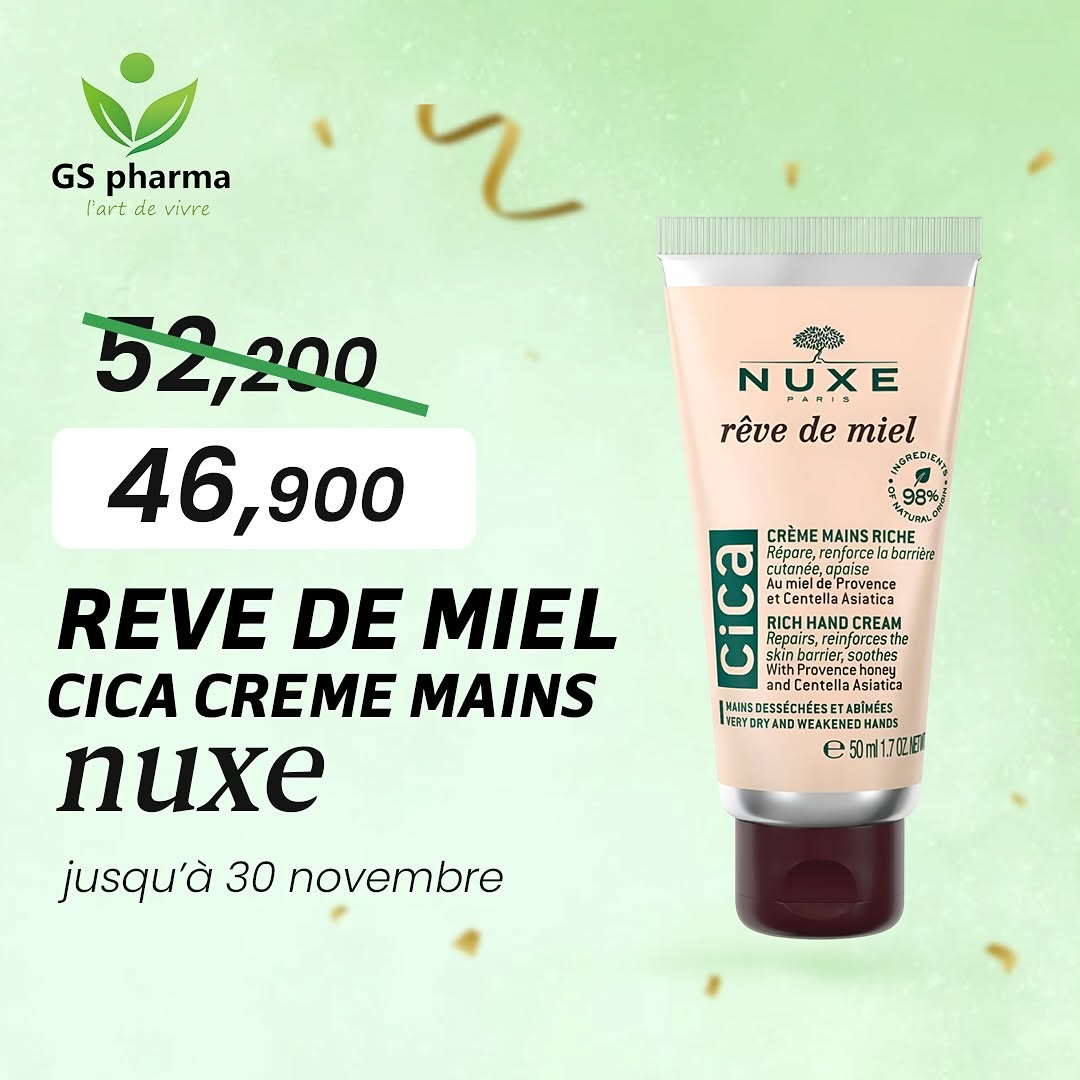 GS pharma
l'art de vivre
52,200
46,900
REVE DE MIEL
CICA CREME MAINS
nuxe
jusqu'à 30 novembre
NUXE
PARIS
rêve de miel
INGREDIENTS
98%
OF NATURAL ORIGIN
cica
CRÈME MAINS RICHE
Répare, renforce la barrière
cutanée, apaise
Au miel de Provence
et Centella Asiatica
RICH HAND CREAM
Repairs, reinforces the
skin barrier, soothes
With Provence honey
and Centella Asiatica
MAINS DESSÉCHÉES ET ABÎMÉES
VERY DRY AND WEAKENED HANDS
℮ 50 ml 1.7 OZ. NET